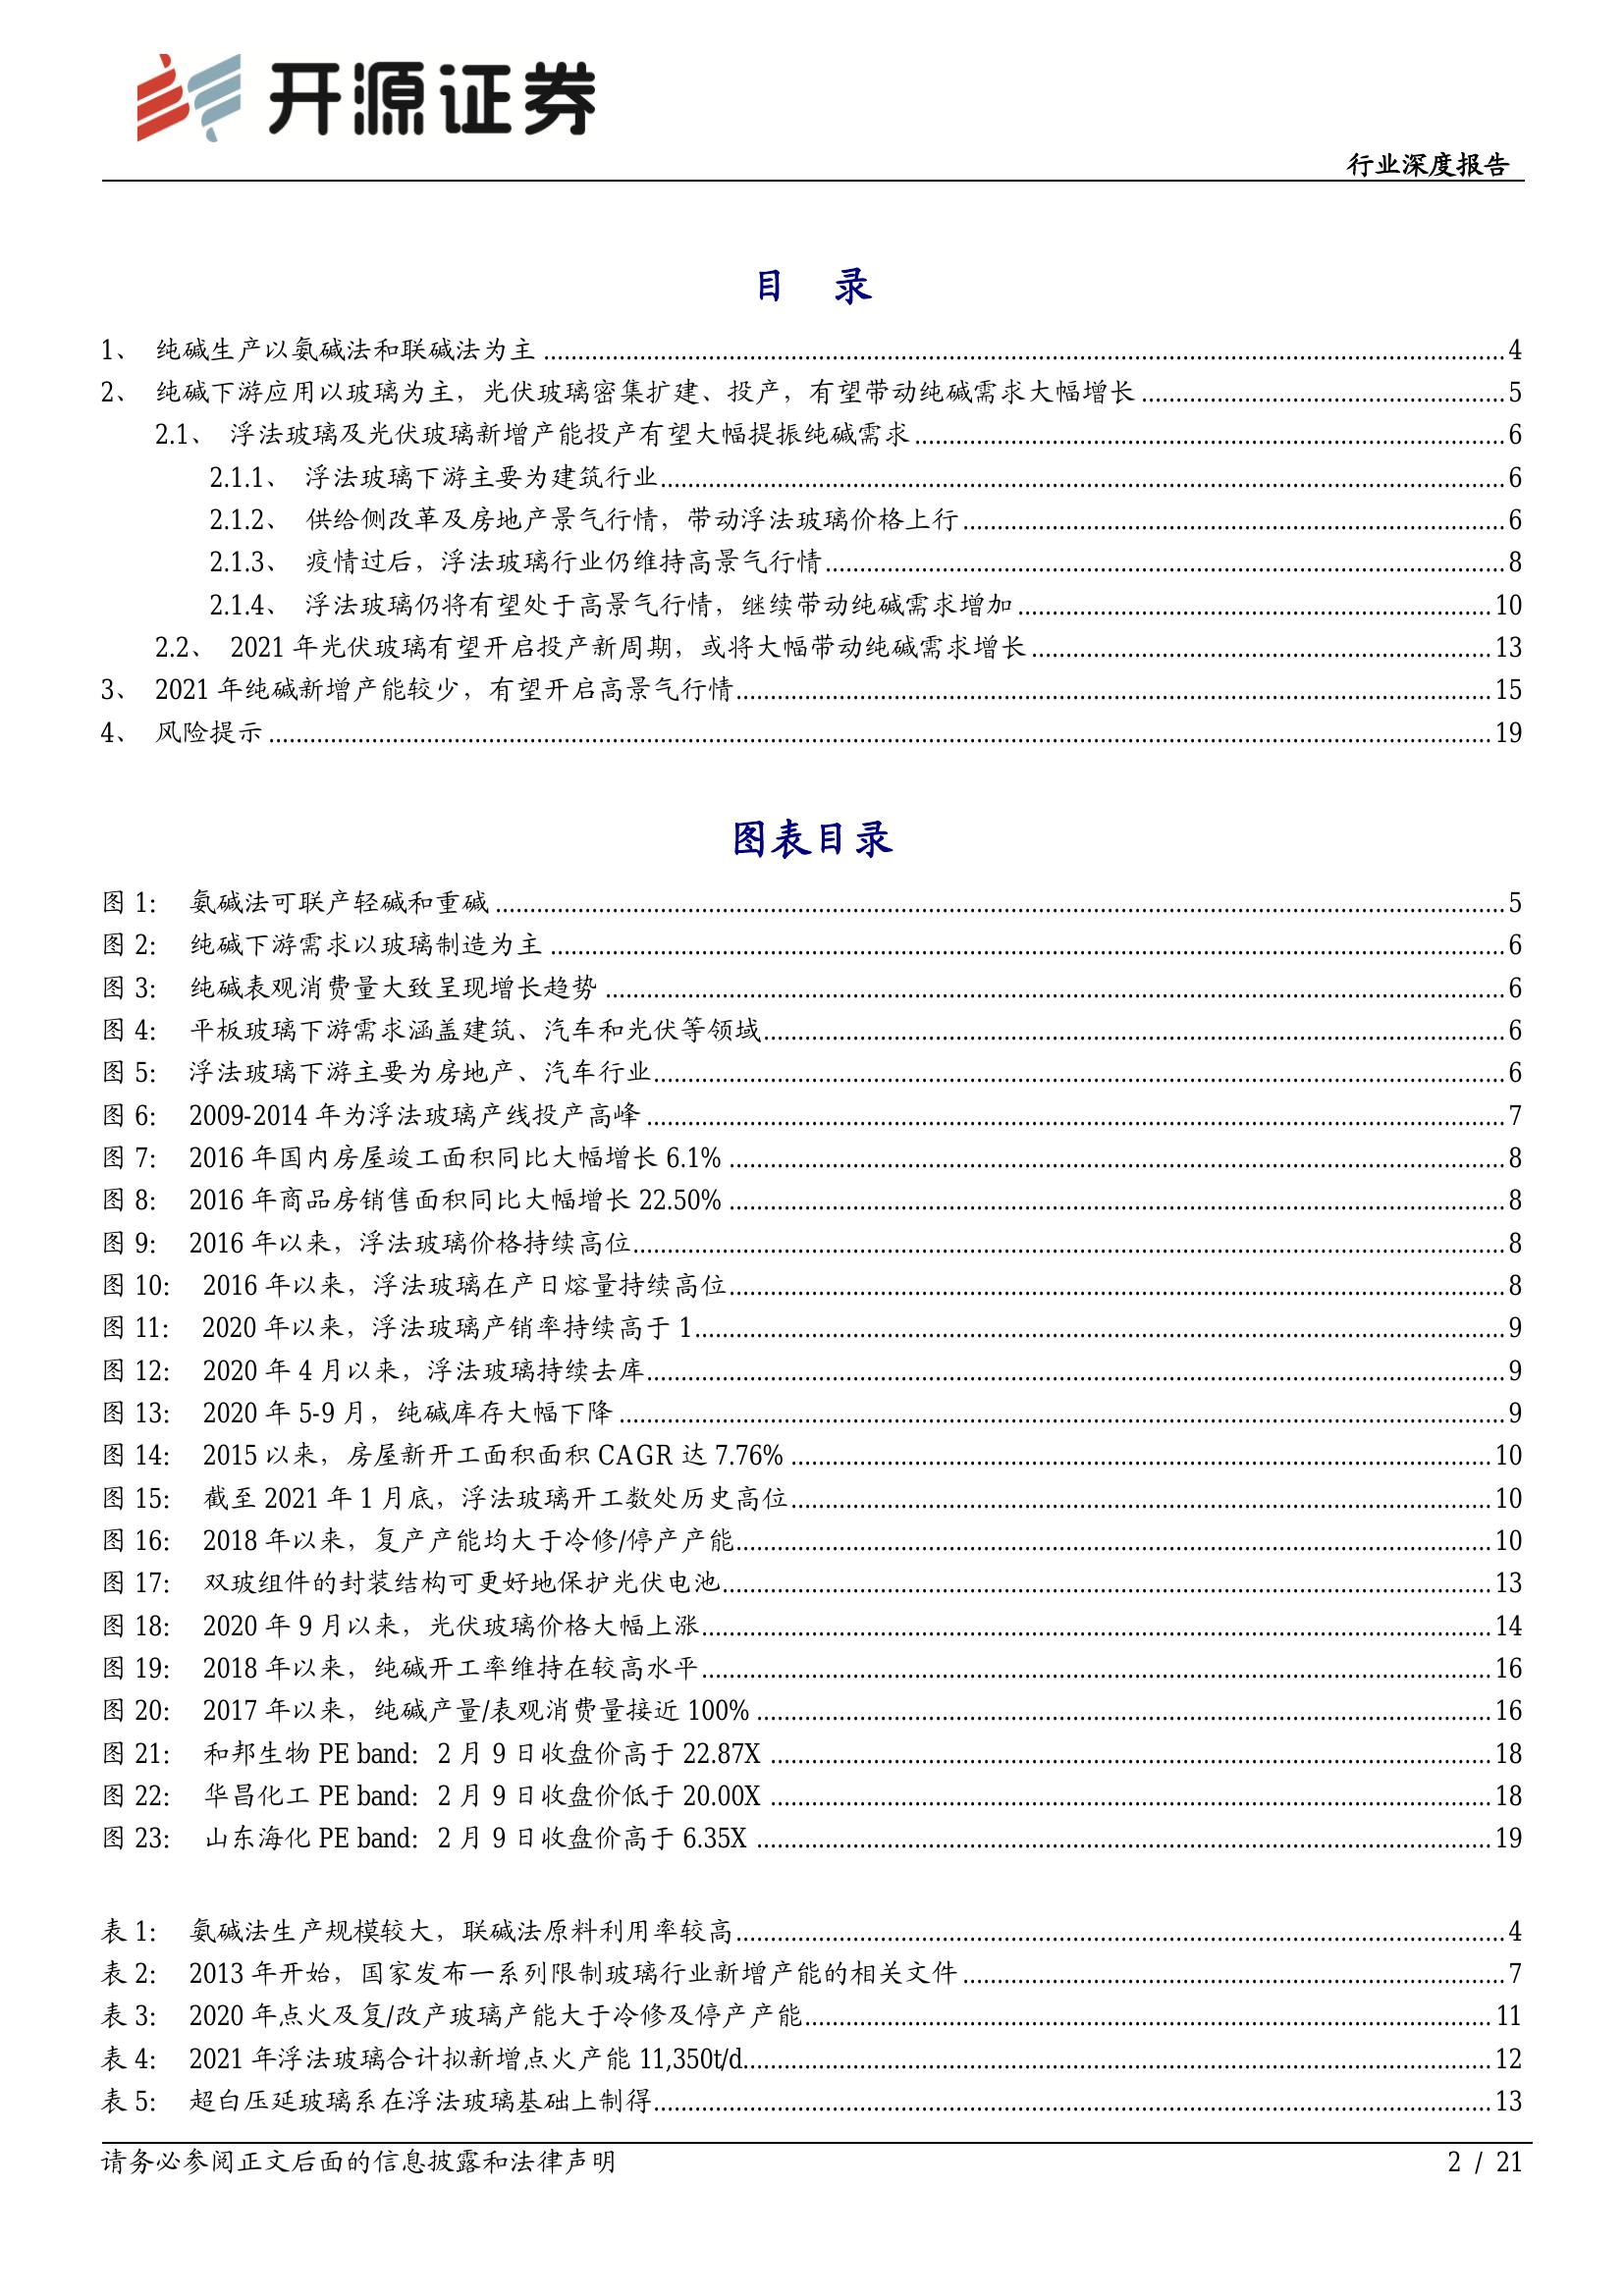 开源证券
行业深度报告
目 录
1、 纯碱生产以氨碱法和联碱法为主 4
2、 纯碱下游应用以玻璃为主，光伏玻璃密集扩建、投产，有望带动纯碱需求大幅增长 5
2.1、 浮法玻璃及光伏玻璃新增产能投产有望大幅提振纯碱需求 6
2.1.1、 浮法玻璃下游主要为建筑行业 6
2.1.2、 供给侧改革及房地产景气行情，带动浮法玻璃价格上行 6
2.1.3、 疫情过后，浮法玻璃行业仍维持高景气行情 8
2.1.4、 浮法玻璃仍将有望处于高景气行情，继续带动纯碱需求增加 10
2.2、 2021 年光伏玻璃有望开启投产新周期，或将大幅带动纯碱需求增长 13
3、 2021 年纯碱新增产能较少，有望开启高景气行情 15
4、 风险提示 19
图表目录
图 1: 氨碱法可联产轻碱和重碱 5
图 2: 纯碱下游需求以玻璃制造为主 6
图 3: 纯碱表观消费量大致呈现增长趋势 6
图 4: 平板玻璃下游需求涵盖建筑、汽车和光伏等领域 6
图 5: 浮法玻璃下游主要为房地产、汽车行业 6
图 6: 2009-2014 年为浮法玻璃产线投产高峰 7
图 7: 2016 年国内房屋竣工面积同比大幅增长 6.1% 8
图 8: 2016 年商品房销售面积同比大幅增长 22.50% 8
图 9: 2016 年以来，浮法玻璃价格持续高位 8
图 10: 2016 年以来，浮法玻璃在产日熔量持续高位 8
图 11: 2020 年以来，浮法玻璃产销率持续高于 1 9
图 12: 2020 年 4 月以来，浮法玻璃持续去库 9
图 13: 2020 年 5-9 月，纯碱库存大幅下降 9
图 14: 2015 以来，房屋新开工面积面积 CAGR 达 7.76% 10
图 15: 截至 2021 年 1 月底，浮法玻璃开工数处历史高位 10
图 16: 2018 年以来，复产产能均大于冷修/停产产能 10
图 17: 双玻组件的封装结构可更好地保护光伏电池 13
图 18: 2020 年 9 月以来，光伏玻璃价格大幅上涨 14
图 19: 2018 年以来，纯碱开工率维持在较高水平 16
图 20: 2017 年以来，纯碱产量/表观消费量接近 100% 16
图 21: 和邦生物 PE band：2 月 9 日收盘价高于 22.87X 18
图 22: 华昌化工 PE band：2 月 9 日收盘价低于 20.00X 18
图 23: 山东海化 PE band：2 月 9 日收盘价高于 6.35X 19
表 1: 氨碱法生产规模较大，联碱法原料利用率较高 4
表 2: 2013 年开始，国家发布一系列限制玻璃行业新增产能的相关文件 7
表 3: 2020 年点火及复/改产玻璃产能大于冷修及停产产能 11
表 4: 2021 年浮法玻璃合计拟新增点火产能 11,350t/d 12
表 5: 超白压延玻璃系在浮法玻璃基础上制得 13
请务必参阅正文后面的信息披露和法律声明 2 / 21